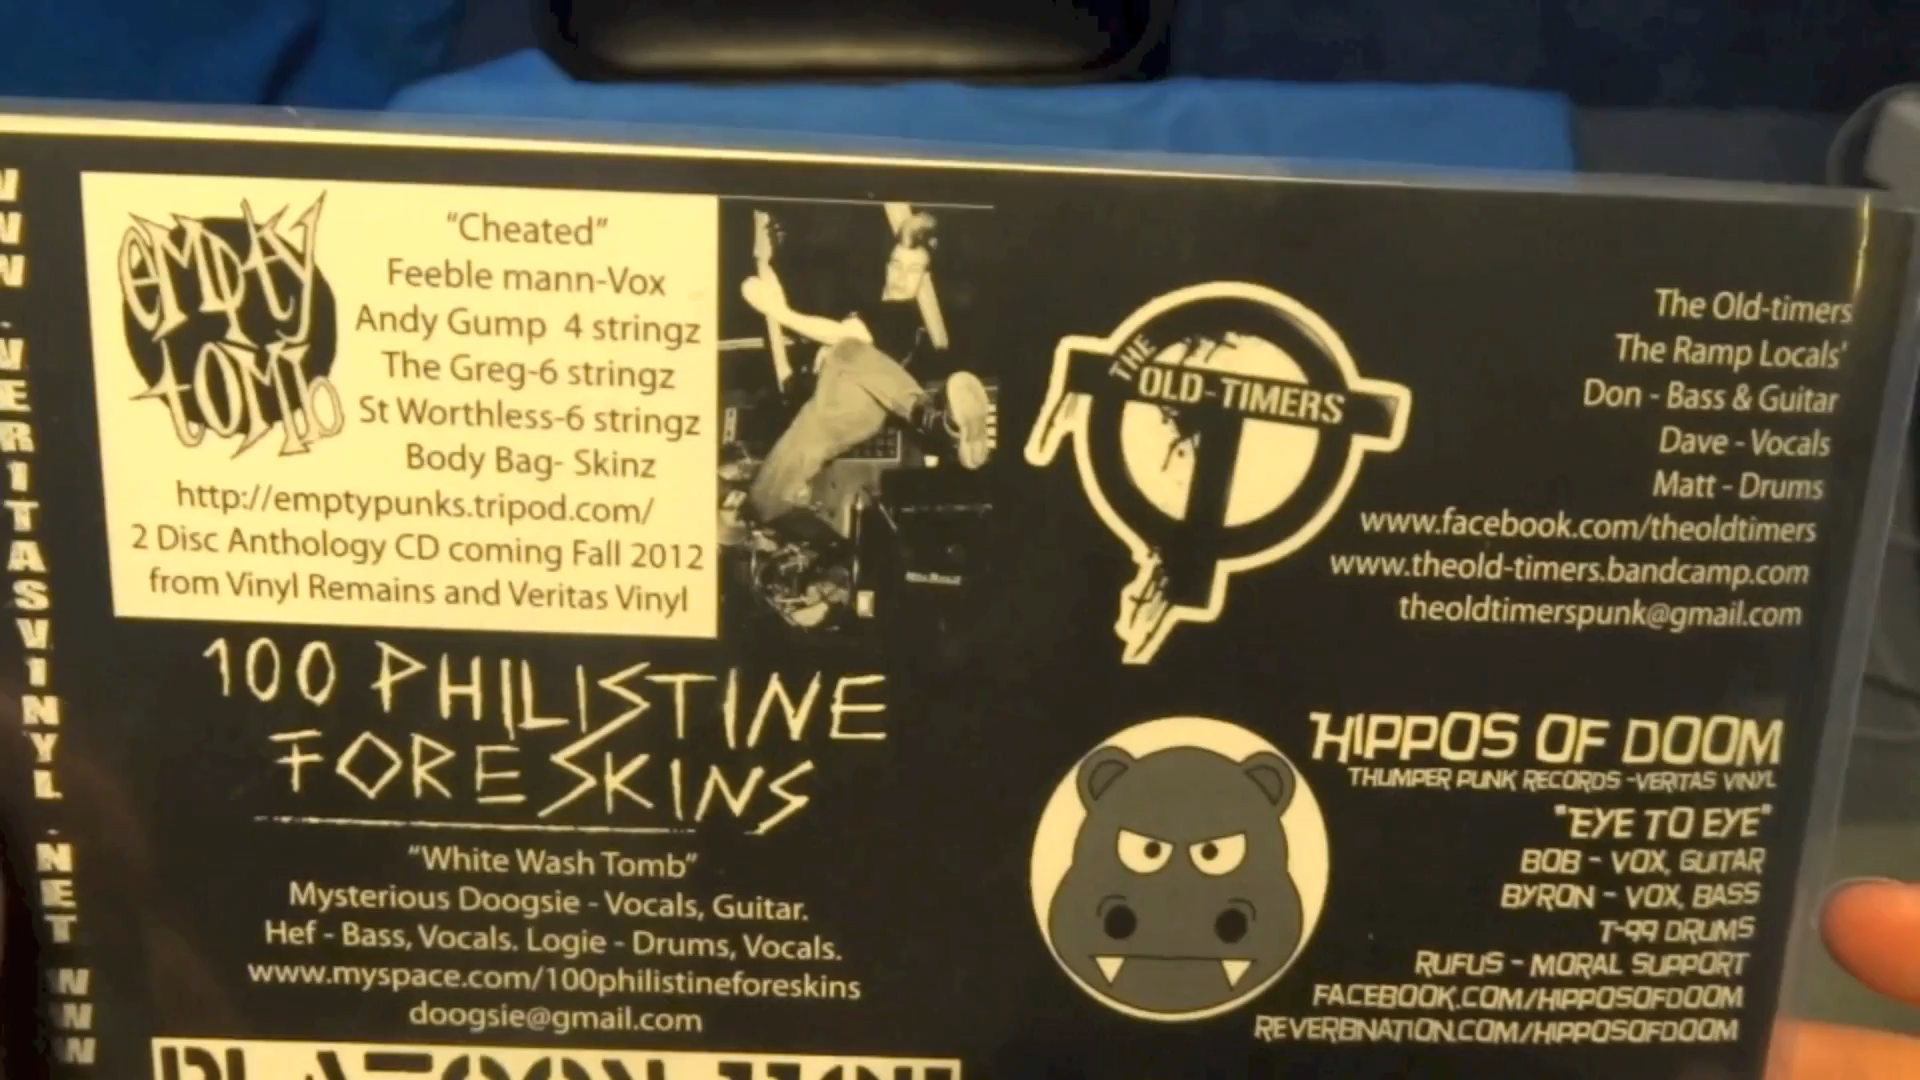 WW.VERITASVINYL.NET WWW
empty
tomb
"Cheated"
Feeble mann-Vox
Andy Gump 4 stringz
The Greg-6 stringz
St Worthless-6 stringz
Body Bag- Skinz
http://emptypunks.tripod.com/
2 Disc Anthology CD coming Fall 2012
from Vinyl Remains and Veritas Vinyl
100 PHILISTINE
FORESKINS
"White Wash Tomb"
Mysterious Doogsie - Vocals, Guitar.
Hef - Bass, Vocals. Logie - Drums, Vocals.
www.myspace.com/100philistineforeskins
doogsie@gmail.com
THE
OLD-TIMERS
The Old-timers
The Ramp Locals'
Don - Bass & Guitar
Dave - Vocals
Matt - Drums
www.facebook.com/theoldtimers
www.theold-timers.bandcamp.com
theoldtimerspunk@gmail.com
HIPPOS OF DOOM
THUMPER PUNK RECORDS -VERITAS VINYL
"EYE TO EYE"
BOB - VOX, GUITAR
BYRON - VOX, BASS
T-99 DRUMS
RUFUS - MORAL SUPPORT
FACEBOOK.COM/HIPPOSOFDOOM
REVERBNATION.COM/HIPPOSOFDOOM